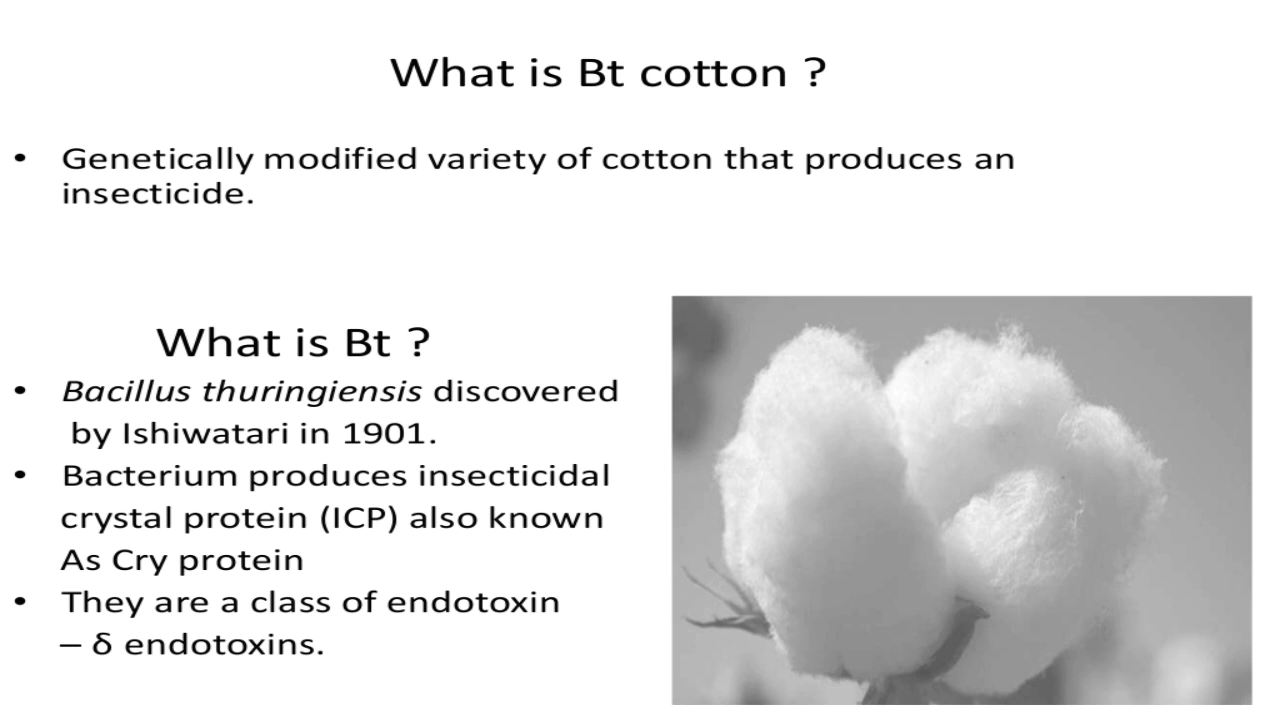 What is Bt cotton ?
• Genetically modified variety of cotton that produces an
insecticide.
What is Bt ?
• Bacillus thuringiensis discovered
by Ishiwatari in 1901.
• Bacterium produces insecticidal
crystal protein (ICP) also known
As Cry protein
• They are a class of endotoxin
– δ endotoxins.